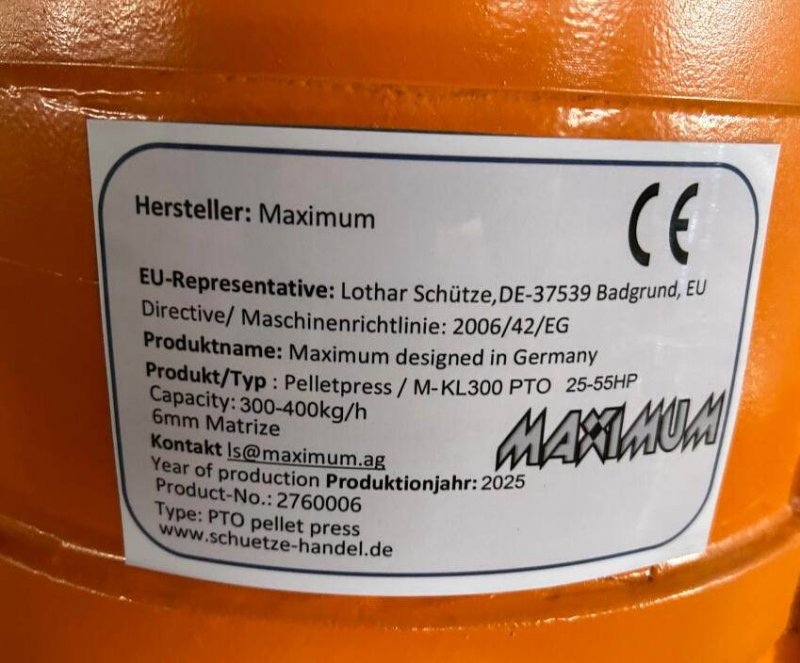 Hersteller: Maximum
CE
EU-Representative: Lothar Schütze,DE-37539 Badgrund, EU
Directive/ Maschinenrichtlinie: 2006/42/EG
Produktname: Maximum designed in Germany
Produkt/Typ : Pelletpress / M-KL300 PTO 25-55HP
Capacity: 300-400kg/h
6mm Matrize
MAXIMUM
Kontakt ls@maximum.ag
Year of production Produktionjahr: 2025
Product-No.: 2760006
Type: PTO pellet press
www.schuetze-handel.de